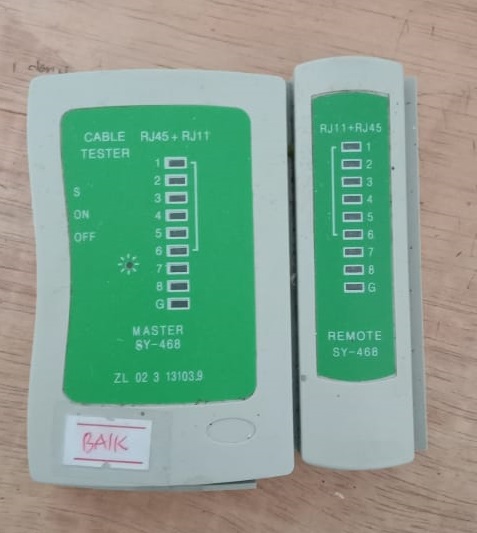 CABLE RJ45+RJ11
TESTER
1
2
S
3
ON
4
OFF
5
6
7
8
G
MASTER
SY-468
ZL 02 3 13103.9
BAIK
RJ11+RJ45
1
2
3
4
5
6
7
8
G
REMOTE
SY-468